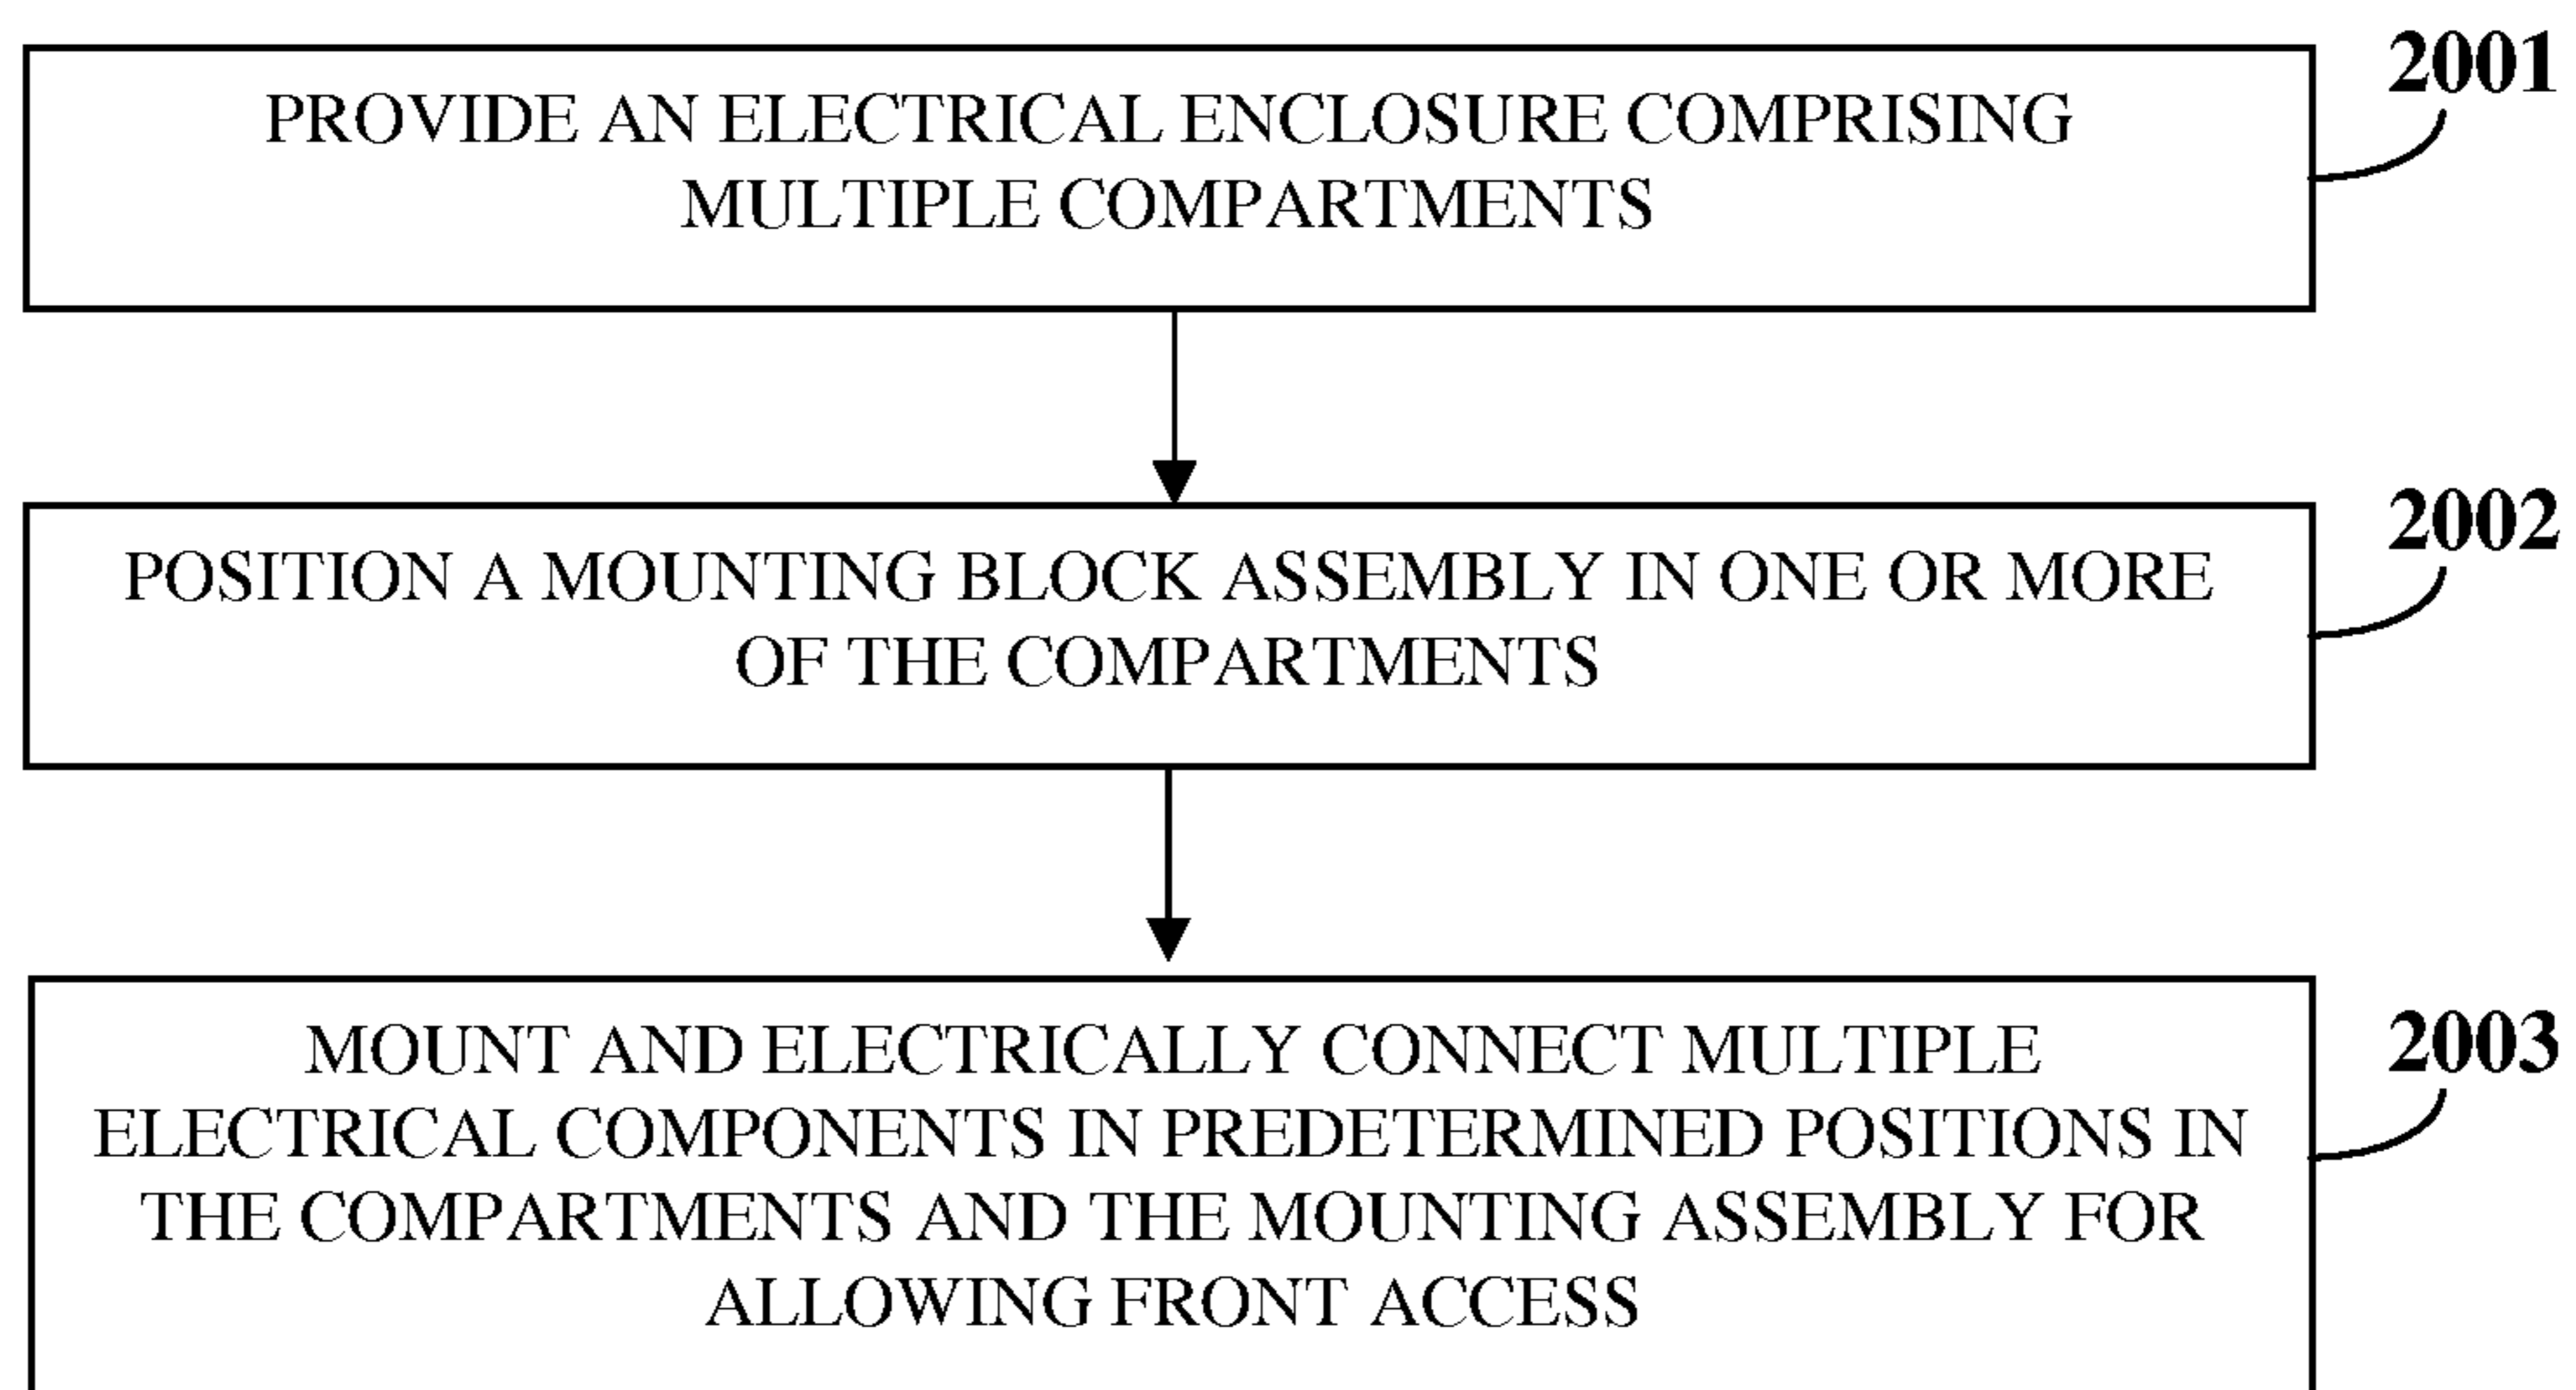 PROVIDE AN ELECTRICAL ENCLOSURE COMPRISING
MULTIPLE COMPARTMENTS
2001
POSITION A MOUNTING BLOCK ASSEMBLY IN ONE OR MORE
OF THE COMPARTMENTS
2002
MOUNT AND ELECTRICALLY CONNECT MULTIPLE
ELECTRICAL COMPONENTS IN PREDETERMINED POSITIONS IN
THE COMPARTMENTS AND THE MOUNTING ASSEMBLY FOR
ALLOWING FRONT ACCESS
2003